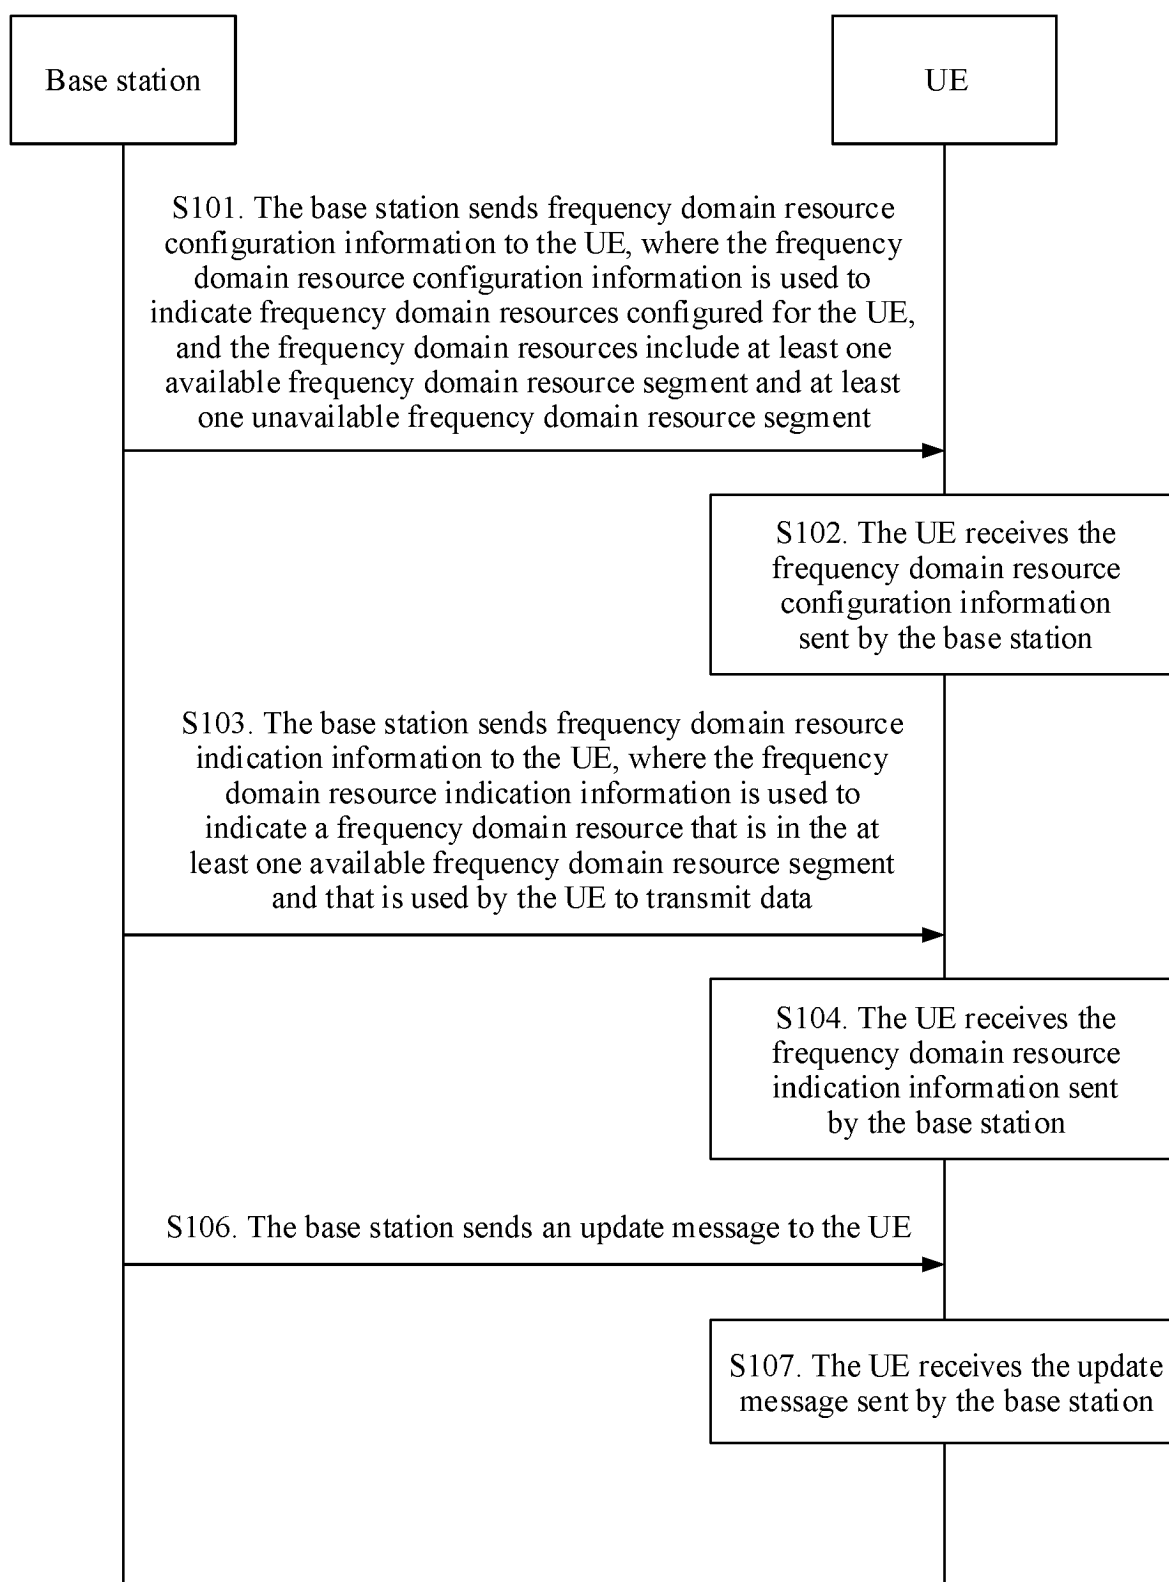 Base station
UE
S101. The base station sends frequency domain resource
configuration information to the UE, where the frequency
domain resource configuration information is used to
indicate frequency domain resources configured for the UE,
and the frequency domain resources include at least one
available frequency domain resource segment and at least
one unavailable frequency domain resource segment
S102. The UE receives the
frequency domain resource
configuration information
sent by the base station
S103. The base station sends frequency domain resource
indication information to the UE, where the frequency
domain resource indication information is used to
indicate a frequency domain resource that is in the at
least one available frequency domain resource segment
and that is used by the UE to transmit data
S104. The UE receives the
frequency domain resource
indication information sent
by the base station
S106. The base station sends an update message to the UE
S107. The UE receives the update
message sent by the base station